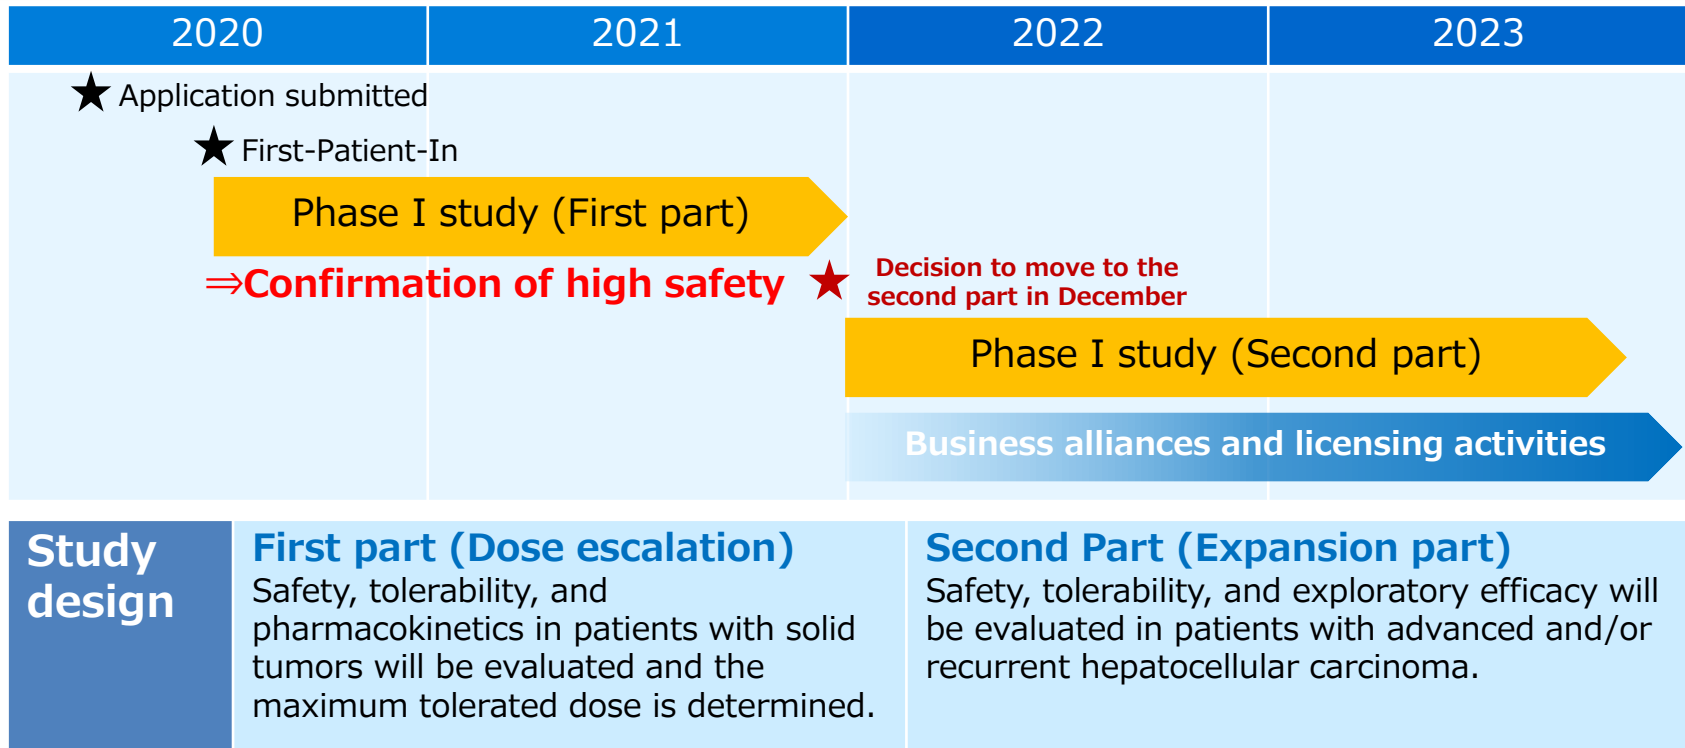 2020 2021 2022 2023
★ Application submitted
★ First-Patient-In
Phase I study (First part)
⇒Confirmation of high safety ★
Decision to move to the
second part in December
Phase I study (Second part)
Business alliances and licensing activities
Study
design
First part (Dose escalation)
Safety, tolerability, and
pharmacokinetics in patients with solid
tumors will be evaluated and the
maximum tolerated dose is determined.
Second Part (Expansion part)
Safety, tolerability, and exploratory efficacy will
be evaluated in patients with advanced and/or
recurrent hepatocellular carcinoma.